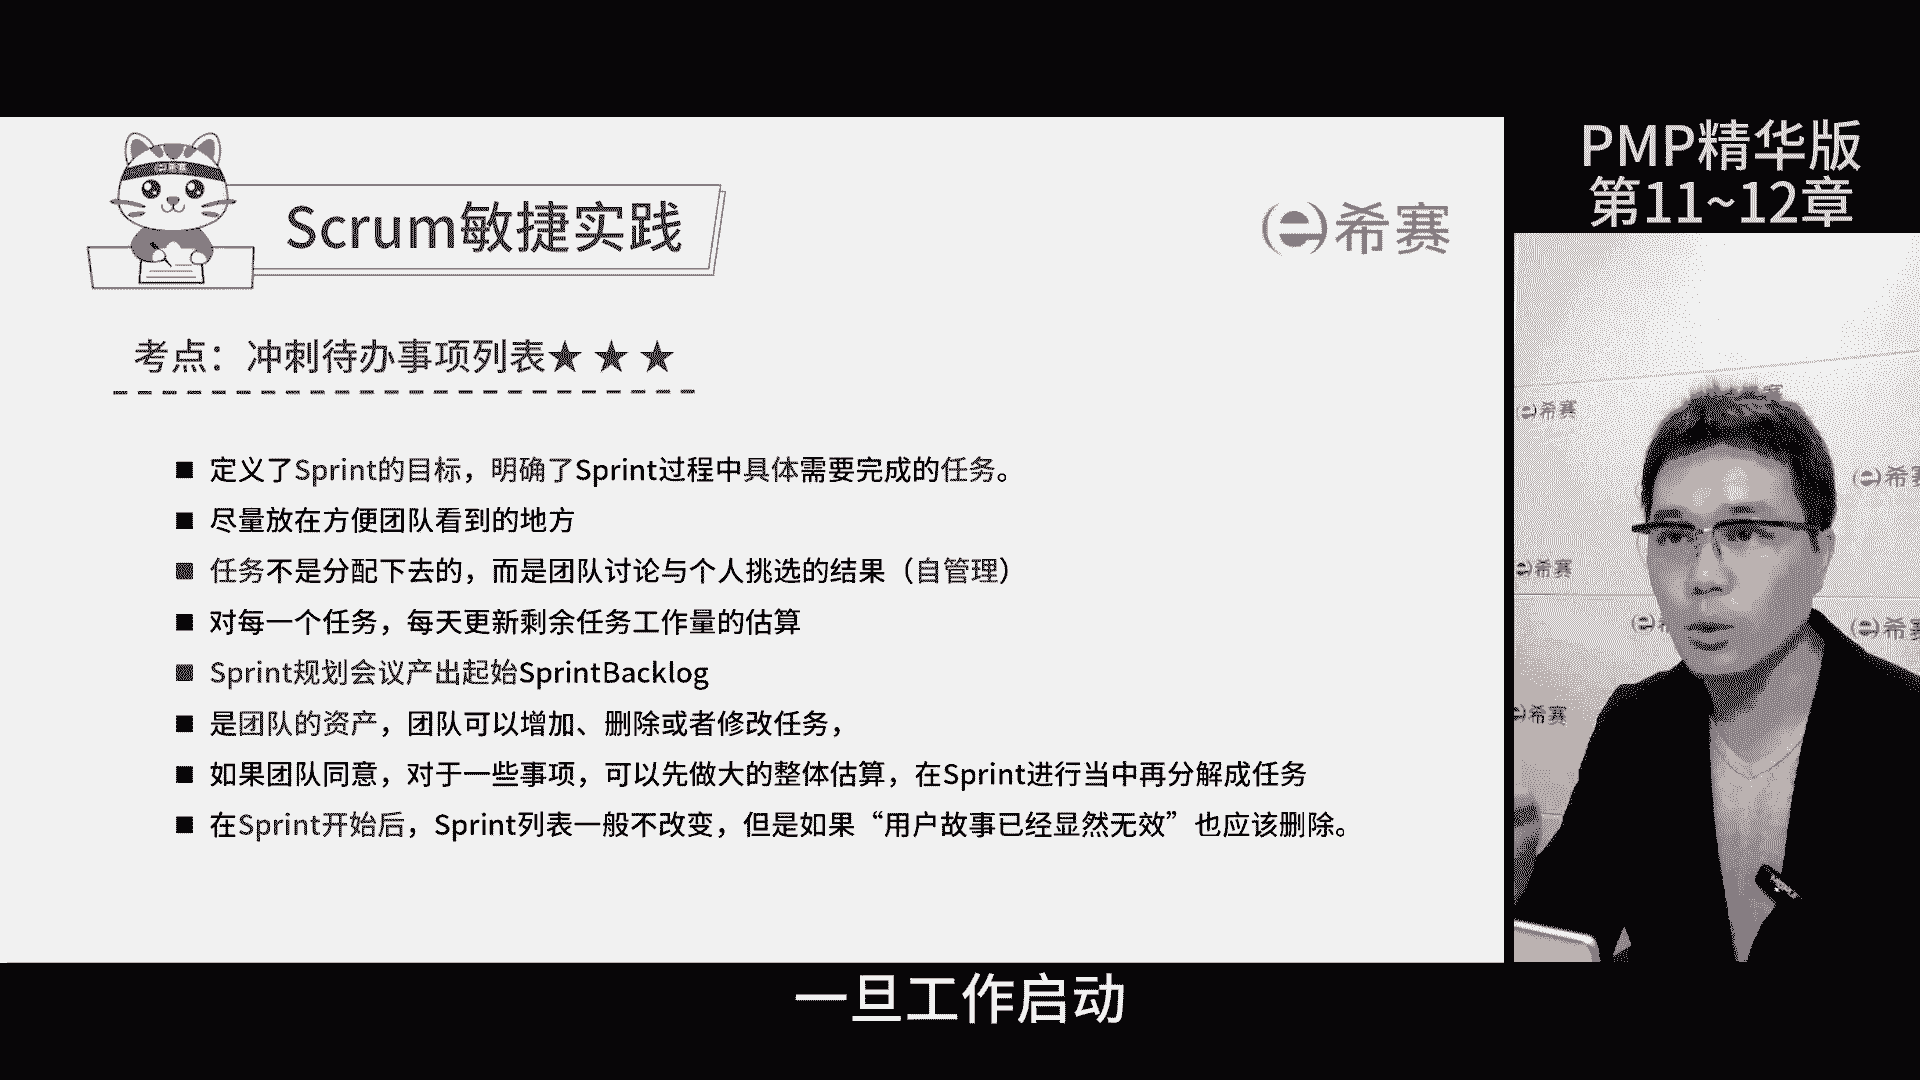 PMP精华版
第11~12章
Scrum敏捷实践
希赛
考点：冲刺待办事项列表★ ★ ★
■ 定义了Sprint的目标，明确了Sprint过程中具体需要完成的任务。
■ 尽量放在方便团队看到的地方
■ 任务不是分配下去的，而是团队讨论与个人挑选的结果（自管理）
■ 对每一个任务，每天更新剩余任务工作量的估算
■ Sprint规划会议产出起始SprintBacklog
■ 是团队的资产，团队可以增加、删除或者修改任务，
■ 如果团队同意，对于一些事项，可以先做大的整体估算，在Sprint进行当中再分解成任务
■ 在Sprint开始后，Sprint列表一般不改变，但是如果“用户故事已经显然无效”也应该删除。
希赛
希赛
希赛
希赛
希赛
一旦工作启动